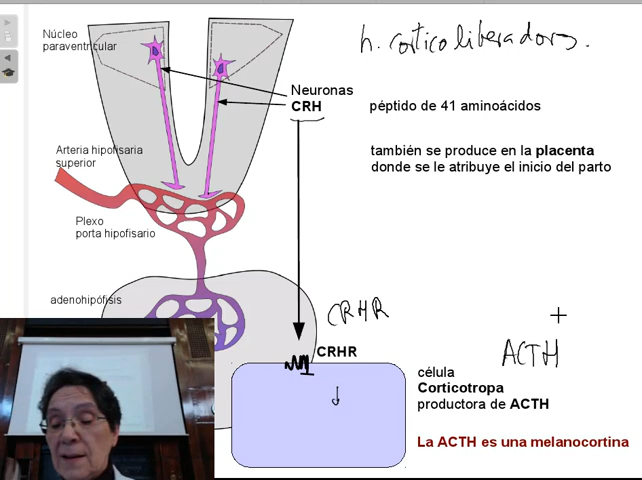 Núcleo
paraventricular
h. corticoliberadora.
Neuronas
CRH
péptido de 41 aminoácidos
también se produce en la placenta
donde se le atribuye el inicio del parto
Arteria hipofisaria
superior
Plexo
porta hipofisario
adenohipófisis
CRHR
CRHR
ACTH
célula
Corticotropa
productora de ACTH
La ACTH es una melanocortina